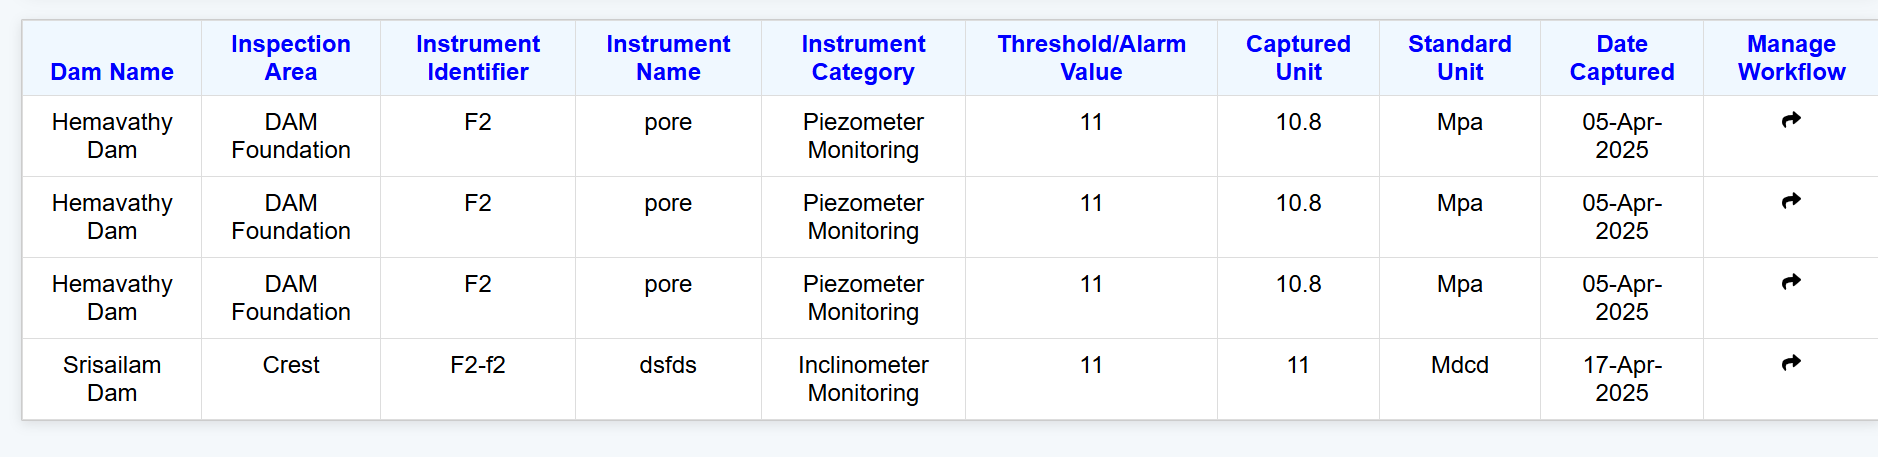 Dam Name | Inspection Area | Instrument Identifier | Instrument Name | Instrument Category | Threshold/Alarm Value | Captured Unit | Standard Unit | Date Captured | Manage Workflow
Hemavathy Dam | DAM Foundation | F2 | pore | Piezometer Monitoring | 11 | 10.8 | Mpa | 05-Apr-2025
Hemavathy Dam | DAM Foundation | F2 | pore | Piezometer Monitoring | 11 | 10.8 | Mpa | 05-Apr-2025
Hemavathy Dam | DAM Foundation | F2 | pore | Piezometer Monitoring | 11 | 10.8 | Mpa | 05-Apr-2025
Srisailam Dam | Crest | F2-f2 | dsfds | Inclinometer Monitoring | 11 | 11 | Mdcd | 17-Apr-2025